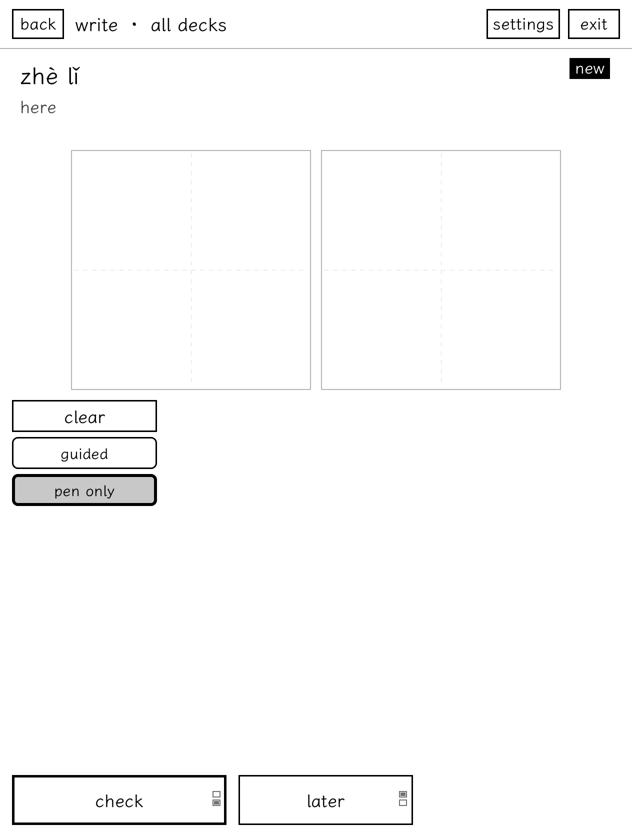 back write • all decks settings exit
zhè lǐ new
here
clear
guided
pen only
check later